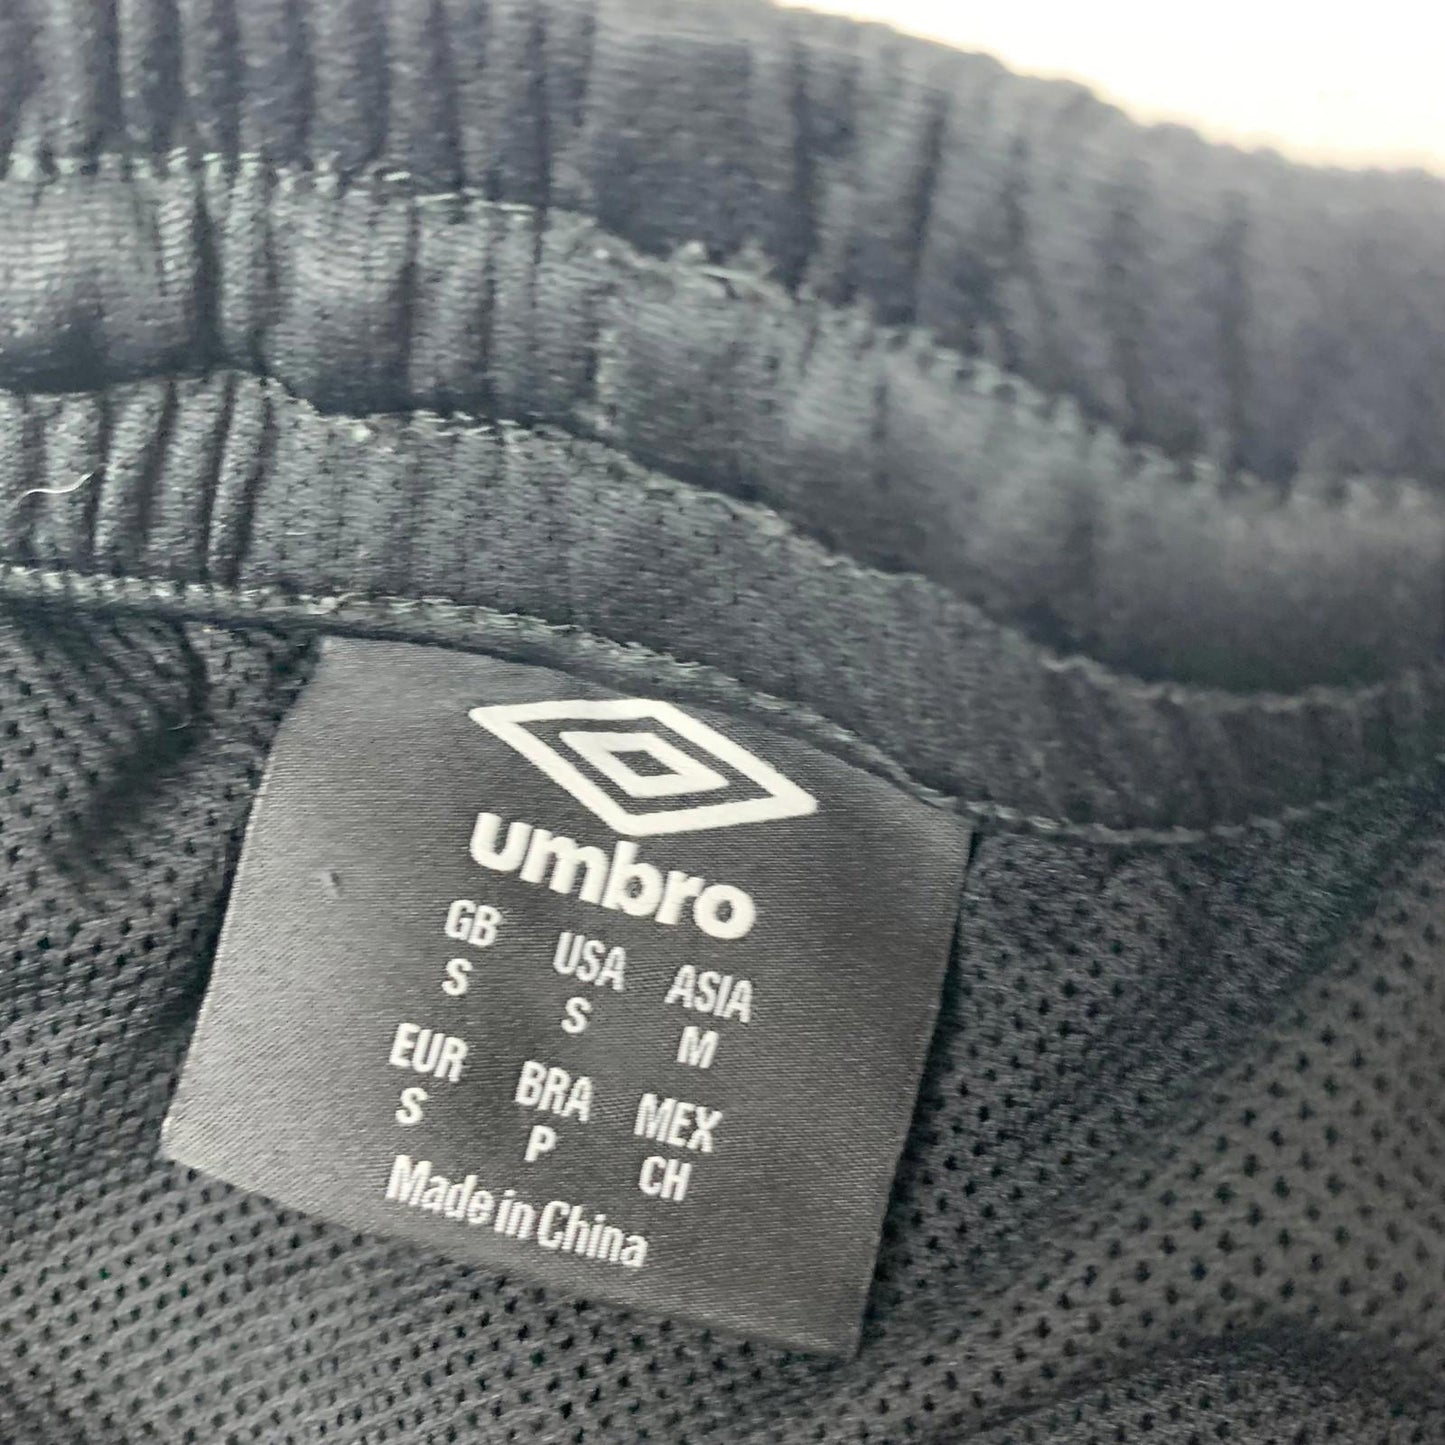 umbro
GB USA ASIA
S S M
EUR BRA MEX
S P CH
Made in China